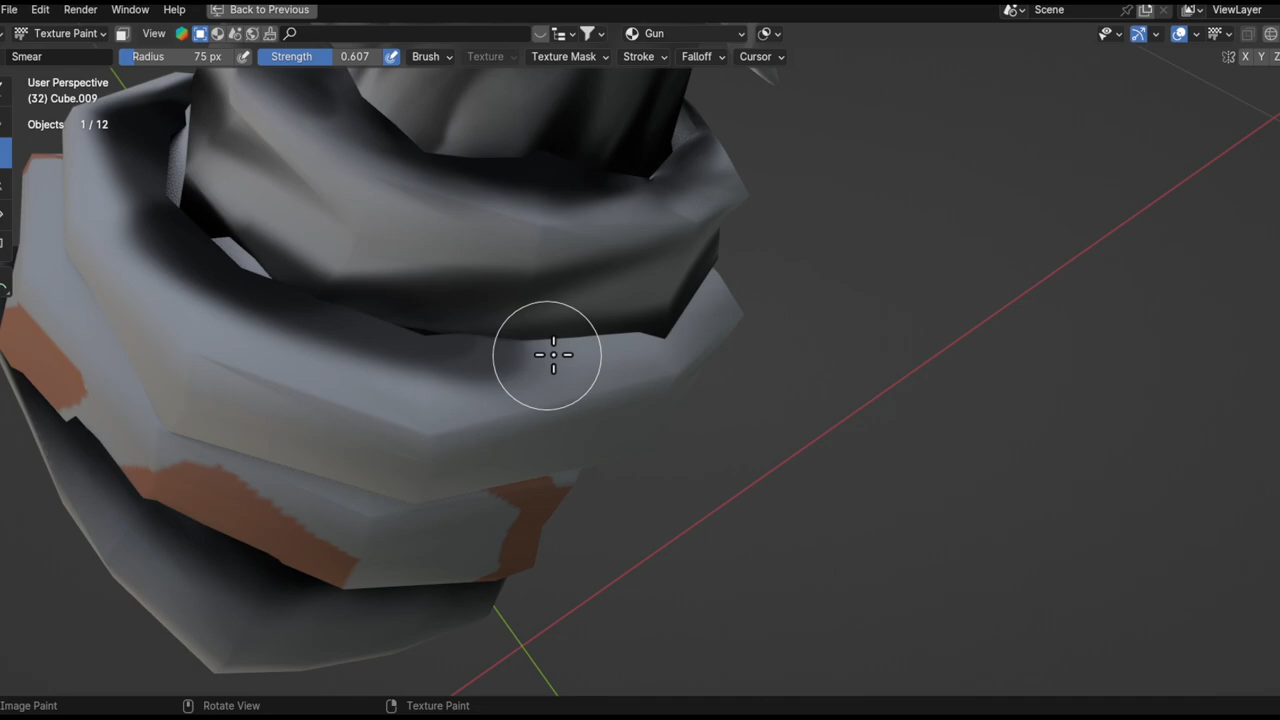 File Edit Render Window Help Back to Previous Scene ViewLayer
Texture Paint View Gun
Smear Radius 75 px Strength 0.607 Brush Texture Texture Mask Stroke Falloff Cursor X Y Z
User Perspective
(32) Cube.009
Objects 1 / 12
Image Paint Rotate View Texture Paint